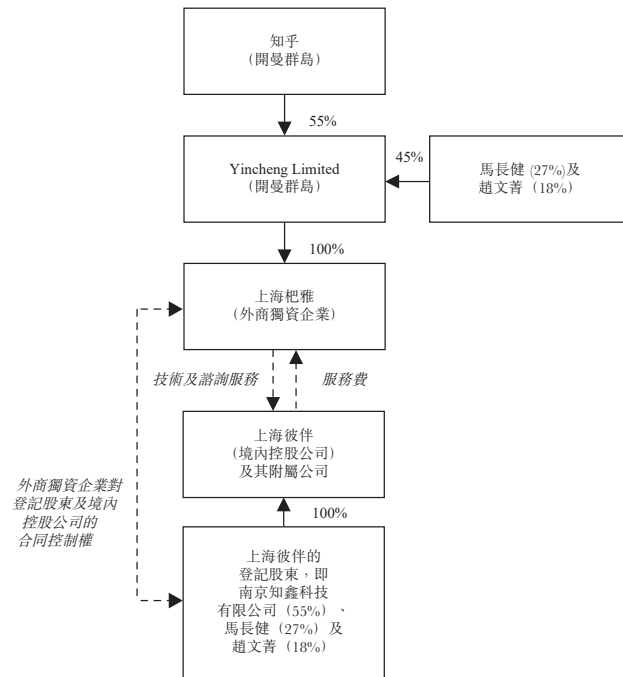 知乎
（開曼群島）
55%
Yincheng Limited
（開曼群島）
45%
馬長健 (27%)及
趙文菁（18%）
100%
上海杷雅
（外商獨資企業）
技術及諮詢服務
服務費
上海彼伴
（境內控股公司）
及其附屬公司
外商獨資企業對
登記股東及境內
控股公司的
合同控制權
100%
上海彼伴的
登記股東，即
南京知鑫科技
有限公司（55%）、
馬長健（27%）及
趙文菁（18%）